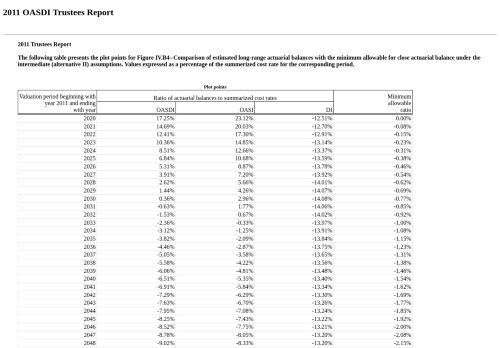 2011 OASDI Trustees Report
2011 Trustees Report
The following table presents the plot points for Figure IV.B4--Comparison of estimated long-range actuarial balances with the minimum allowable for close actuarial balance under the
intermediate (alternative II) assumptions. Values expressed as a percentage of the summarized cost rate for the corresponding period.
Plot points
Valuation period beginning with year 2011 and ending with year
Ratio of actuarial balances to summarized cost rates
Minimum allowable ratio
OASDI OASI DI
2020 17.25% 23.12% -12.51% 0.00%
2021 14.69% 20.03% -12.70% -0.08%
2022 12.41% 17.30% -12.91% -0.15%
2023 10.38% 14.85% -13.14% -0.23%
2024 8.51% 12.66% -13.37% -0.31%
2025 6.84% 10.68% -13.59% -0.38%
2026 5.31% 8.87% -13.78% -0.46%
2027 3.91% 7.20% -13.92% -0.54%
2028 2.62% 5.66% -14.01% -0.62%
2029 1.44% 4.26% -14.07% -0.69%
2030 0.36% 2.96% -14.08% -0.77%
2031 -0.63% 1.77% -14.06% -0.85%
2032 -1.53% 0.67% -14.02% -0.92%
2033 -2.36% -0.33% -13.97% -1.00%
2034 -3.12% -1.25% -13.91% -1.08%
2035 -3.82% -2.09% -13.84% -1.15%
2036 -4.46% -2.87% -13.75% -1.23%
2037 -5.05% -3.58% -13.65% -1.31%
2038 -5.58% -4.22% -13.56% -1.38%
2039 -6.06% -4.81% -13.48% -1.46%
2040 -6.51% -5.35% -13.40% -1.54%
2041 -6.91% -5.84% -13.34% -1.62%
2042 -7.29% -6.29% -13.30% -1.69%
2043 -7.63% -6.70% -13.26% -1.77%
2044 -7.95% -7.08% -13.24% -1.85%
2045 -8.25% -7.43% -13.22% -1.92%
2046 -8.52% -7.75% -13.21% -2.00%
2047 -8.78% -8.05% -13.20% -2.08%
2048 -9.02% -8.33% -13.20% -2.15%